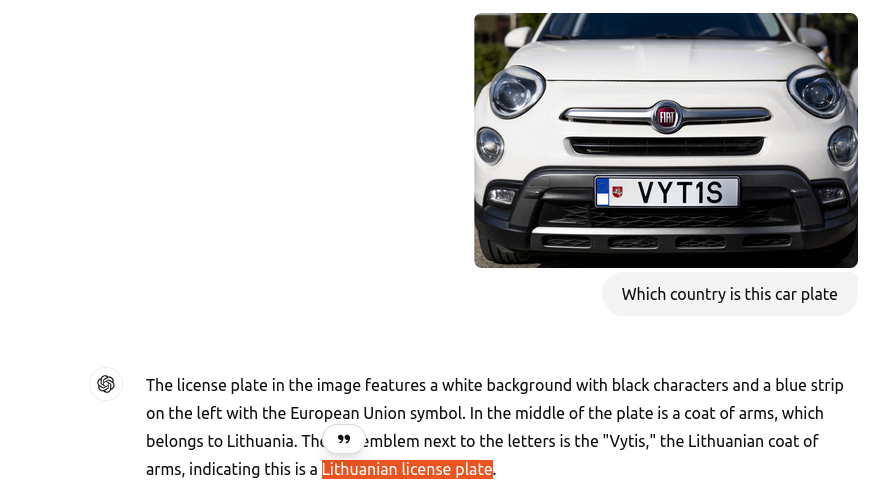 FIAT
VYT1S
Which country is this car plate
The license plate in the image features a white background with black characters and a blue strip
on the left with the European Union symbol. In the middle of the plate is a coat of arms, which
belongs to Lithuania. The emblem next to the letters is the "Vytis," the Lithuanian coat of
arms, indicating this is a Lithuanian license plate.